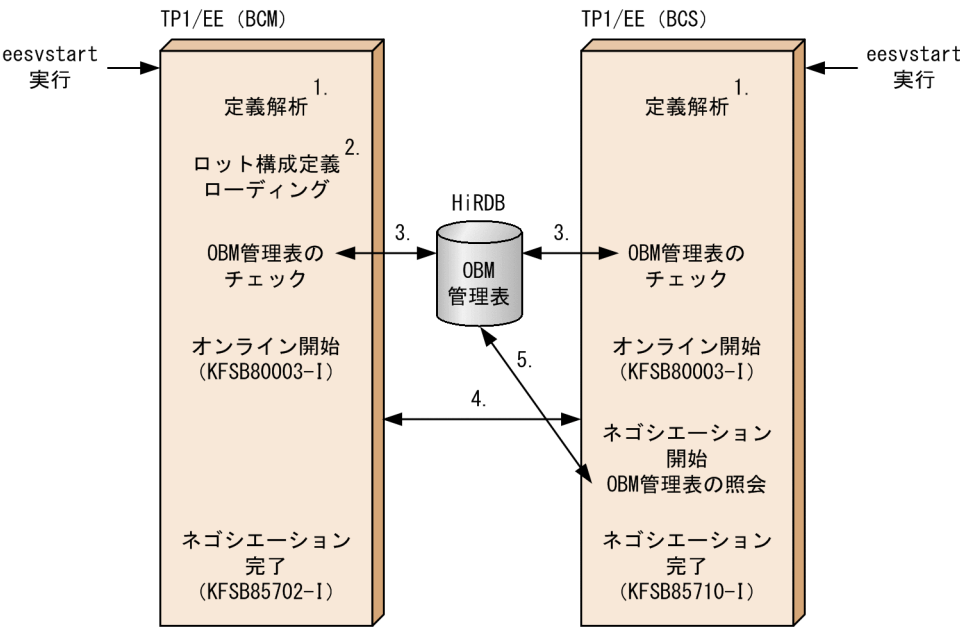 TP1/EE（BCM）
TP1/EE（BCS）
eesvstart
実行
eesvstart
実行
定義解析 1.
定義解析 1.
ロット構成定義 2.
ローディング
HiRDB
OBM管理表の
チェック
3.
OBM
管理表
3.
OBM管理表の
チェック
オンライン開始
（KFSB80003-I）
オンライン開始
（KFSB80003-I）
5.
4.
ネゴシエーション
開始
OBM管理表の照会
ネゴシエーション
完了
（KFSB85702-I）
ネゴシエーション
完了
（KFSB85710-I）